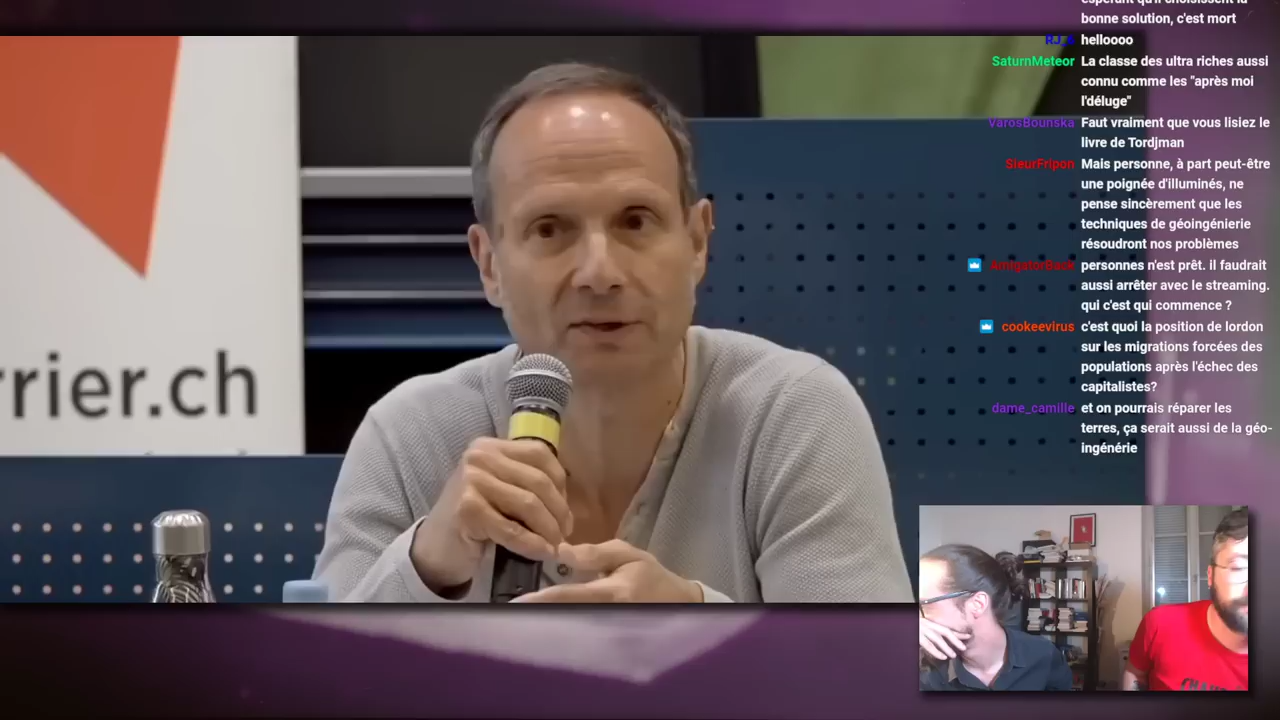 espérant qu'il choisissent la
bonne solution, c'est mort
RJ_A helloooo
SaturnMeteor La classe des ultra riches aussi
connu comme les "après moi
l'déluge"
VarosBounska Faut vraiment que vous lisiez le
livre de Tordjman
SieurFripon Mais personne, à part peut-être
une poignée d'illuminés, ne
pense sincèrement que les
techniques de géoingénierie
résoudront nos problèmes
AmigatorBack personnes n'est prêt. il faudrait
aussi arrêter avec le streaming.
qui c'est qui commence ?
cookeevirus c'est quoi la position de lordon
sur les migrations forcées des
populations après l'échec des
capitalistes?
dame_camille et on pourrais réparer les
terres, ça serait aussi de la géo-
ingénérie
rrier.ch